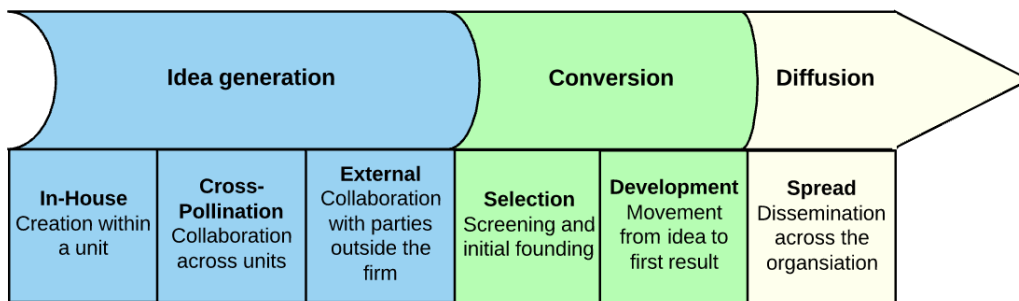 Idea generation
Conversion
Diffusion
In-House
Creation within
a unit
Cross-
Pollination
Collaboration
across units
External
Collaboration
with parties
outside the
firm
Selection
Screening and
initial founding
Development
Movement
from idea to
first result
Spread
Dissemination
across the
organsiation